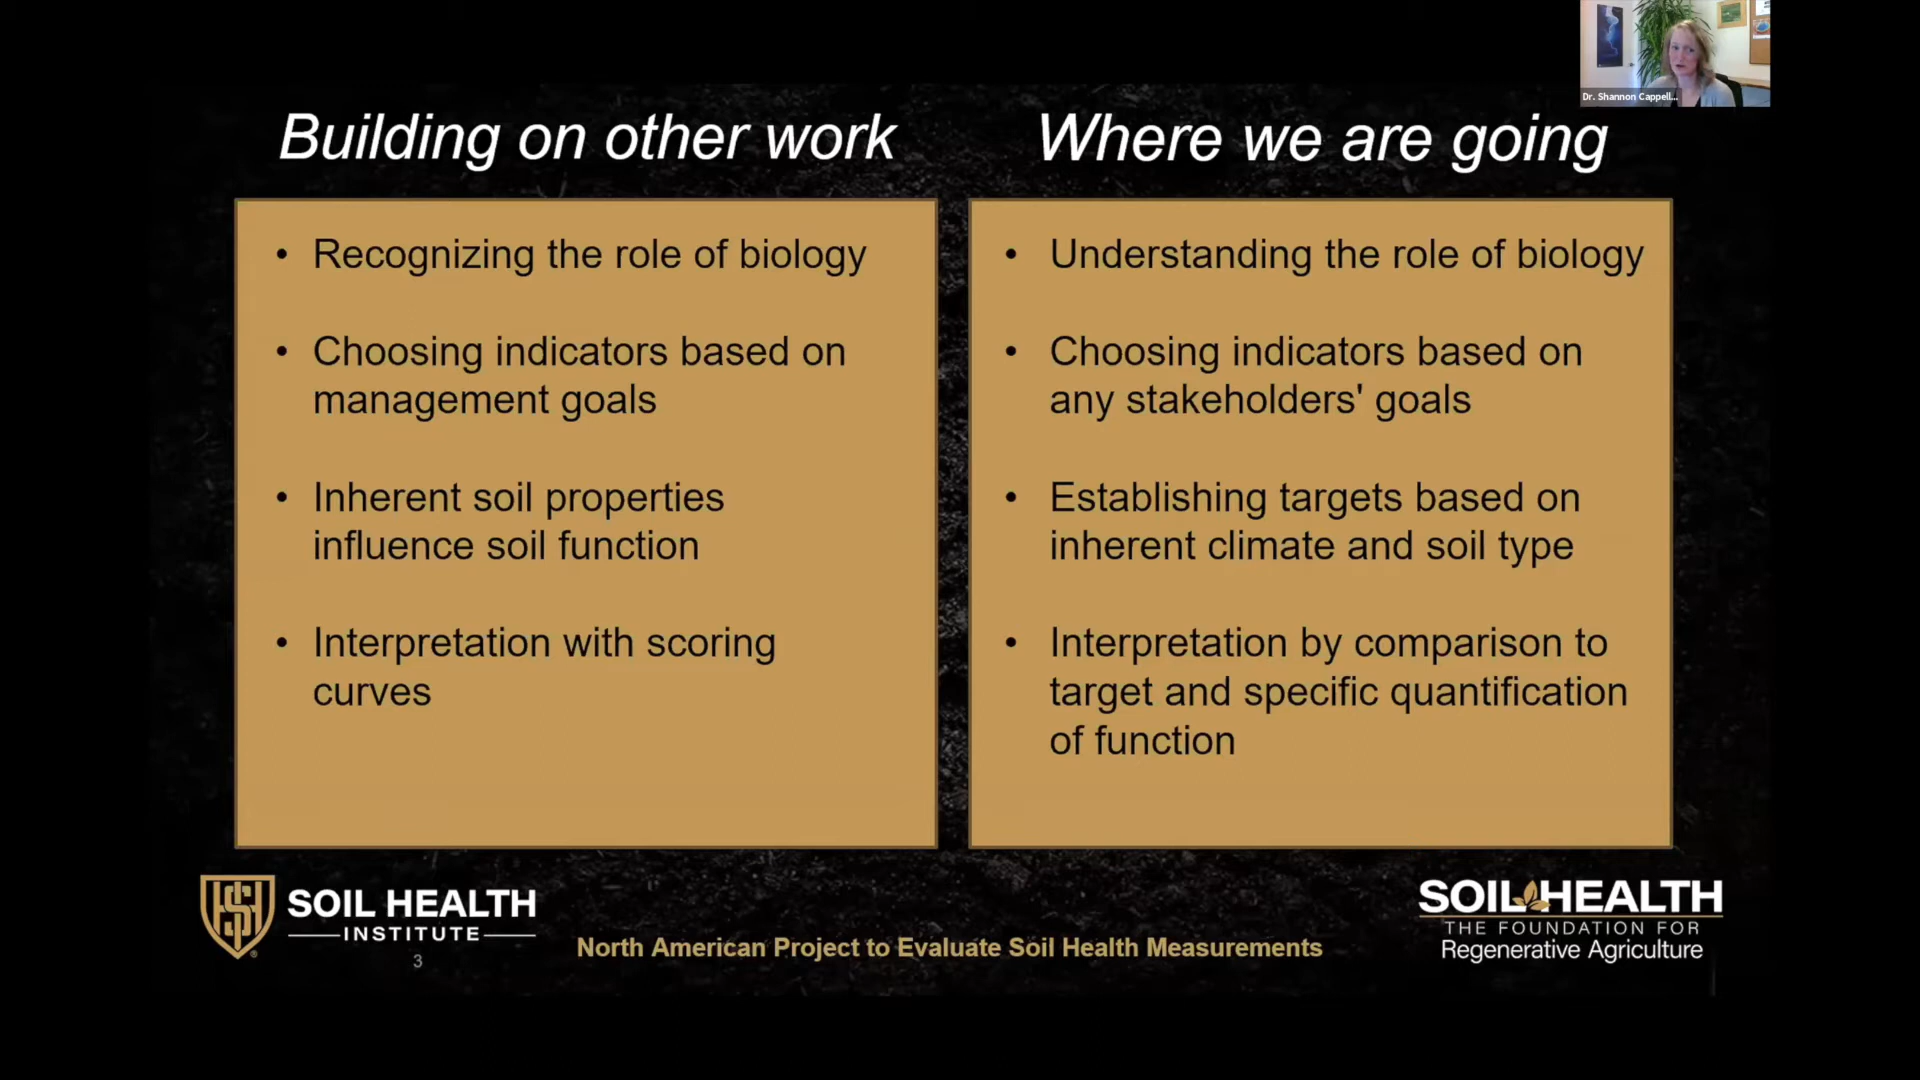 Dr. Shannon Cappell...
Building on other work
• Recognizing the role of biology
• Choosing indicators based on
management goals
• Inherent soil properties
influence soil function
• Interpretation with scoring
curves
Where we are going
• Understanding the role of biology
• Choosing indicators based on
any stakeholders' goals
• Establishing targets based on
inherent climate and soil type
• Interpretation by comparison to
target and specific quantification
of function
SOIL HEALTH
INSTITUTE
3
North American Project to Evaluate Soil Health Measurements
SOIL HEALTH
THE FOUNDATION FOR
Regenerative Agriculture